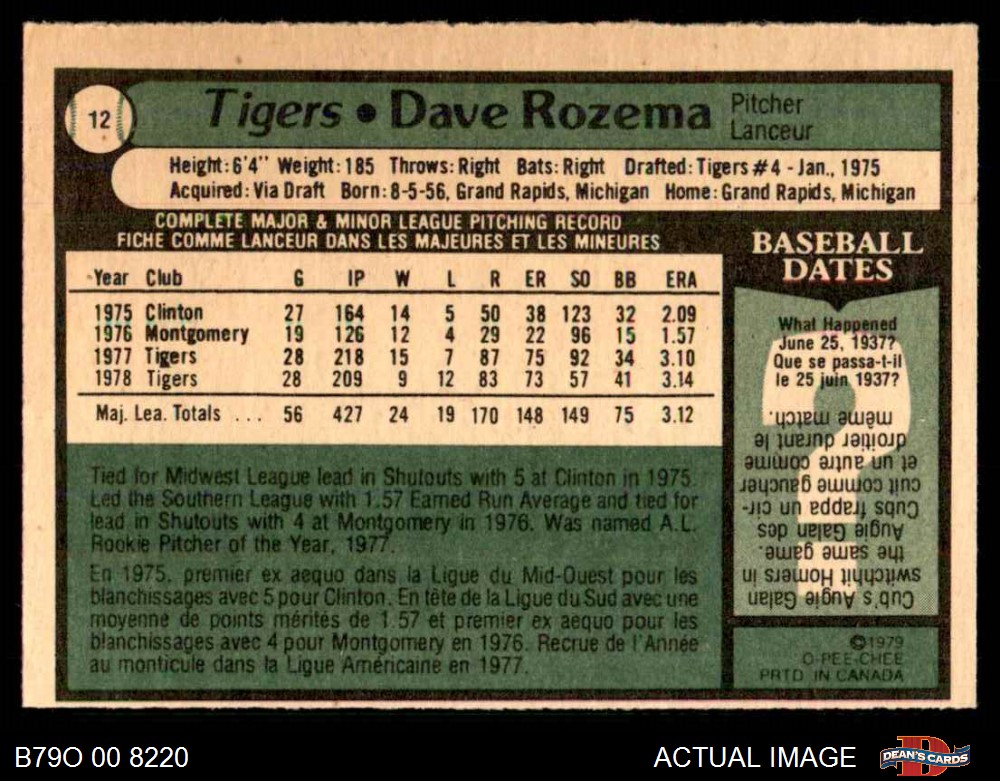 12
Tigers • Dave Rozema
Pitcher
Lanceur
Height: 6'4" Weight: 185 Throws: Right Bats: Right Drafted: Tigers #4 - Jan., 1975
Acquired: Via Draft Born: 8-5-56, Grand Rapids, Michigan Home: Grand Rapids, Michigan
COMPLETE MAJOR & MINOR LEAGUE PITCHING RECORD
FICHE COMME LANCEUR DANS LES MAJEURES ET LES MINEURES
Year Club G IP W L R ER SO BB ERA
1975 Clinton 27 164 14 5 50 38 123 32 2.09
1976 Montgomery 19 126 12 4 29 22 96 15 1.57
1977 Tigers 28 218 15 7 87 75 92 34 3.10
1978 Tigers 28 209 9 12 83 73 57 41 3.14
Maj. Lea. Totals ... 56 427 24 19 170 148 149 75 3.12
Tied for Midwest League lead in Shutouts with 5 at Clinton in 1975.
Led the Southern League with 1.57 Earned Run Average and tied for
lead in Shutouts with 4 at Montgomery in 1976. Was named A.L.
Rookie Pitcher of the Year, 1977.
En 1975, premier ex aequo dans la Ligue du Mid-Ouest pour les
blanchissages avec 5 pour Clinton. En tête de la Ligue du Sud avec une
moyenne de points mérités de 1.57 et premier ex aequo pour les
blanchissages avec 4 pour Montgomery en 1976. Recrue de l'Année
au monticule dans la Ligue Américaine en 1977.
BASEBALL
DATES
What Happened
June 25, 1937?
Que se passa-t-il
le 25 juin 1937?
Cub's Augie Galan
switchhit Homers in
the same game.
Augie Galan des
Cubs frappa un cir-
cuit comme gaucher
et un autre comme
droitier durant le
même match.
©1979
O-PEE-CHEE
PRTD. IN CANADA
B79O 00 8220
ACTUAL IMAGE
DEAN'S CARDS